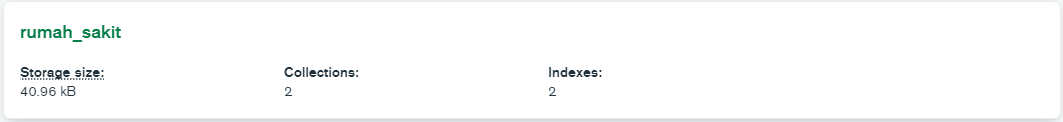 rumah_sakit
Storage size: Collections: Indexes:
40.96 kB 2 2